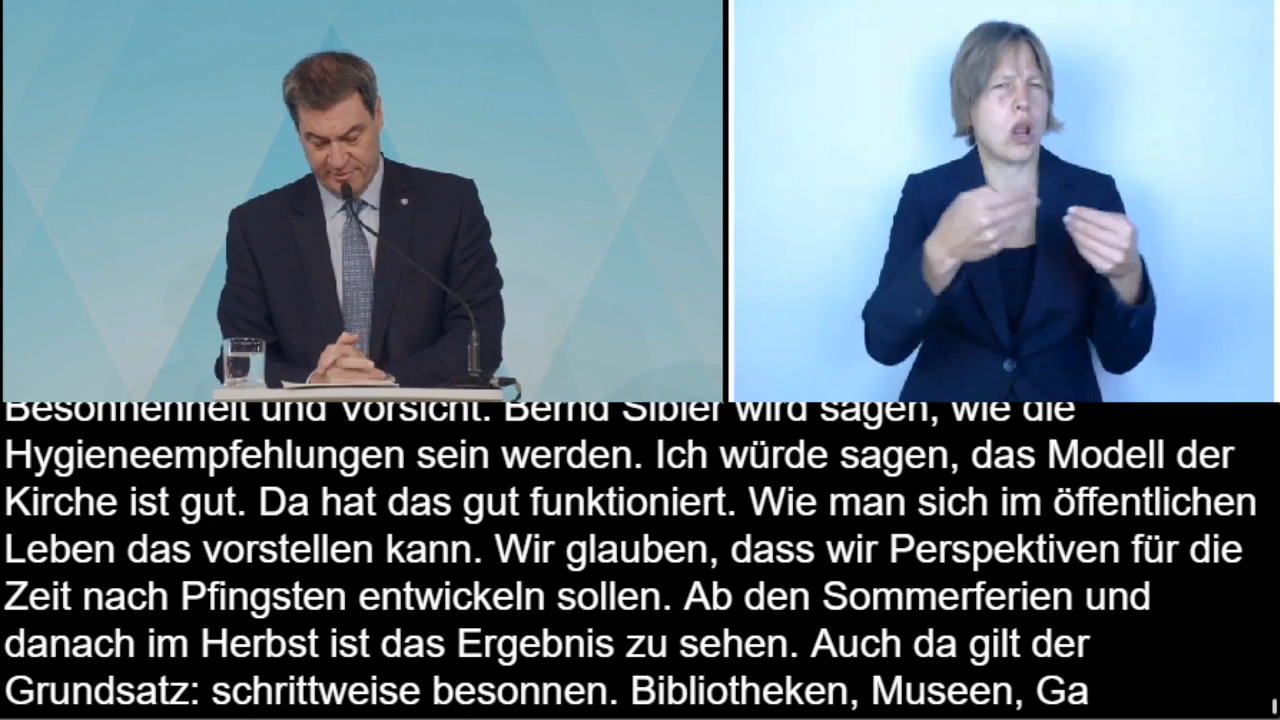 Besonnenheit und Vorsicht. Bernd Sibler wird sagen, wie die
Hygieneempfehlungen sein werden. Ich würde sagen, das Modell der
Kirche ist gut. Da hat das gut funktioniert. Wie man sich im öffentlichen
Leben das vorstellen kann. Wir glauben, dass wir Perspektiven für die
Zeit nach Pfingsten entwickeln sollen. Ab den Sommerferien und
danach im Herbst ist das Ergebnis zu sehen. Auch da gilt der
Grundsatz: schrittweise besonnen. Bibliotheken, Museen, Ga